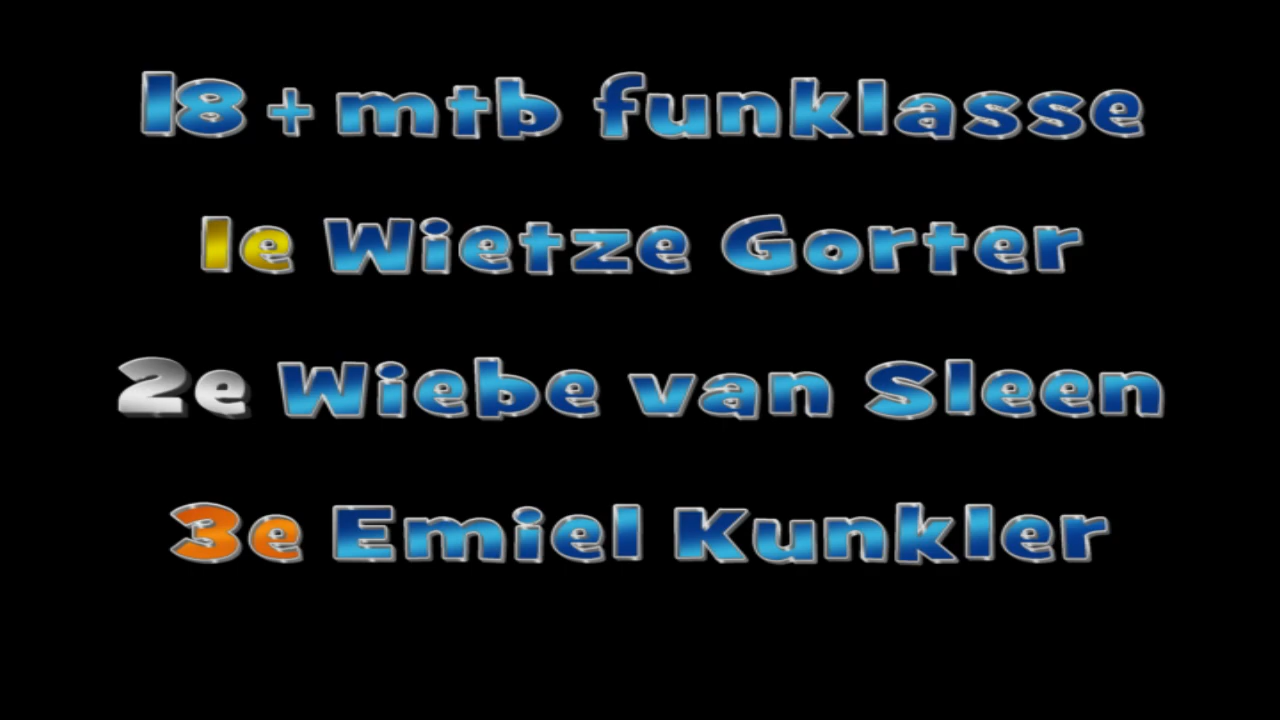 18+ mtb funklasse
1e Wietze Gorter
2e Wiebe van Sleen
3e Emiel Kunkler